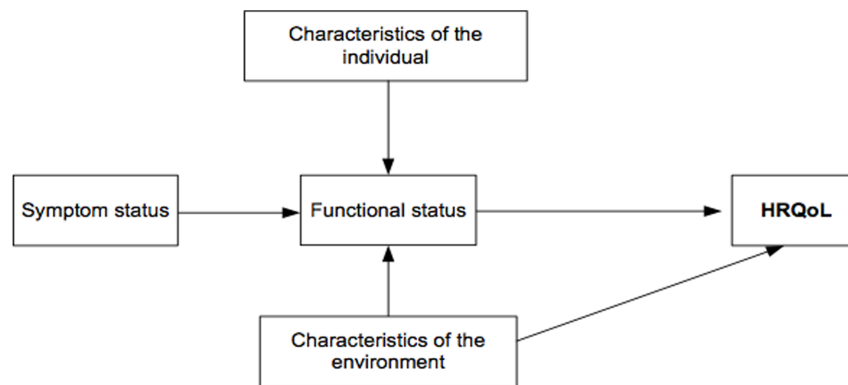 Characteristics of the
individual
Symptom status
Functional status
HRQoL
Characteristics of the
environment